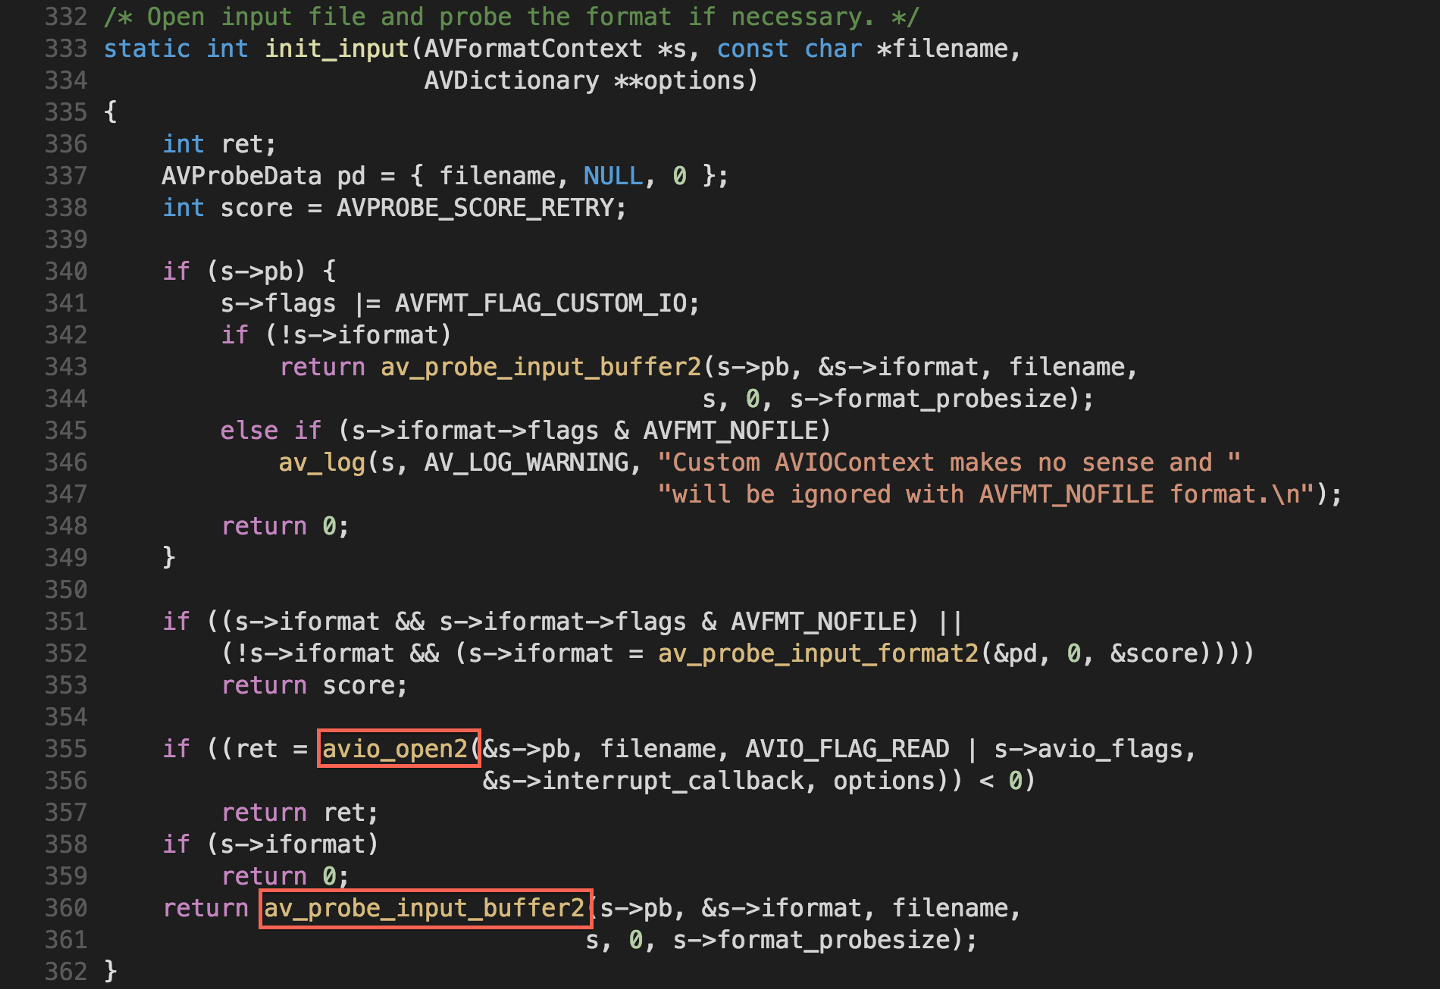 332 /* Open input file and probe the format if necessary. */
333 static int init_input(AVFormatContext *s, const char *filename,
334                       AVDictionary **options)
335 {
336     int ret;
337     AVProbeData pd = { filename, NULL, 0 };
338     int score = AVPROBE_SCORE_RETRY;
339
340     if (s->pb) {
341         s->flags |= AVFMT_FLAG_CUSTOM_IO;
342         if (!s->iformat)
343             return av_probe_input_buffer2(s->pb, &s->iformat, filename,
344                                          s, 0, s->format_probesize);
345         else if (s->iformat->flags & AVFMT_NOFILE)
346             av_log(s, AV_LOG_WARNING, "Custom AVIOContext makes no sense and "
347                                       "will be ignored with AVFMT_NOFILE format.\n");
348         return 0;
349     }
350
351     if ((s->iformat && s->iformat->flags & AVFMT_NOFILE) ||
352         (!s->iformat && (s->iformat = av_probe_input_format2(&pd, 0, &score))))
353         return score;
354
355     if ((ret = avio_open2(&s->pb, filename, AVIO_FLAG_READ | s->avio_flags,
356                           &s->interrupt_callback, options)) < 0)
357         return ret;
358     if (s->iformat)
359         return 0;
360     return av_probe_input_buffer2(s->pb, &s->iformat, filename,
361                                  s, 0, s->format_probesize);
362 }